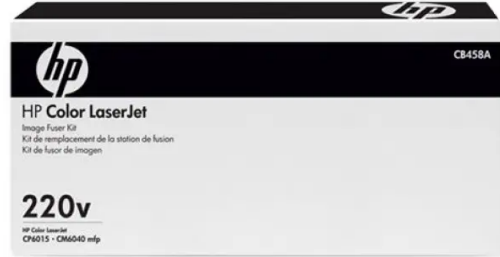 hp
hp
CB458A
HP Color LaserJet
Image Fuser Kit
Kit de remplacement de la station de fusion
Kit de fusor de imagen
220v
HP Color LaserJet
CP6015 • CM6040 mfp